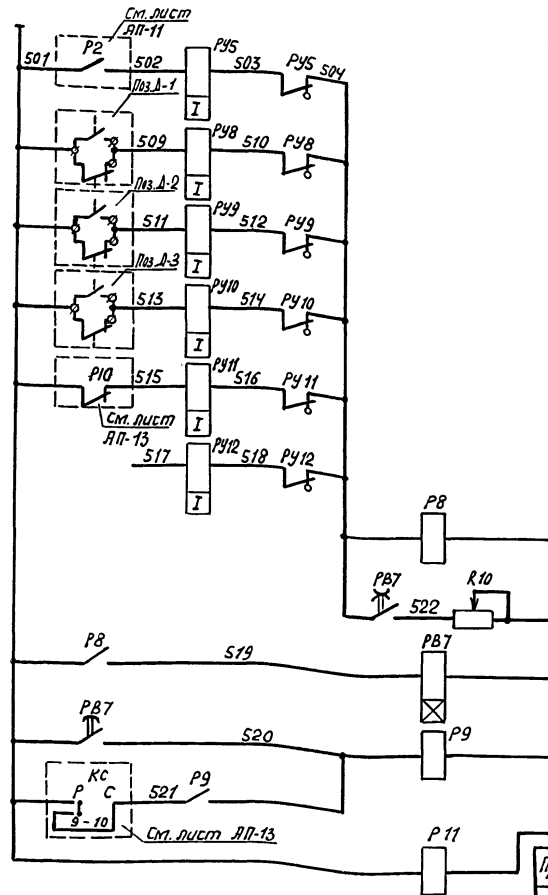 См. лист
АП-11
501
Р2
502
503
РУ5
504
РУ5
I
Поз. Д-1
509
РУ8
510
РУ8
I
Поз. Д-2
511
РУ9
512
РУ9
I
Поз. Д-3
513
РУ10
514
РУ10
I
Р10
515
РУ11
516
РУ11
См. лист
АП-13
I
517
РУ12
518
РУ12
I
Р8
РВ7
522
R10
Р8
519
РВ7
РВ7
520
Р9
КС
Р С
521
Р9
9-10
См. лист АП-13
Р11